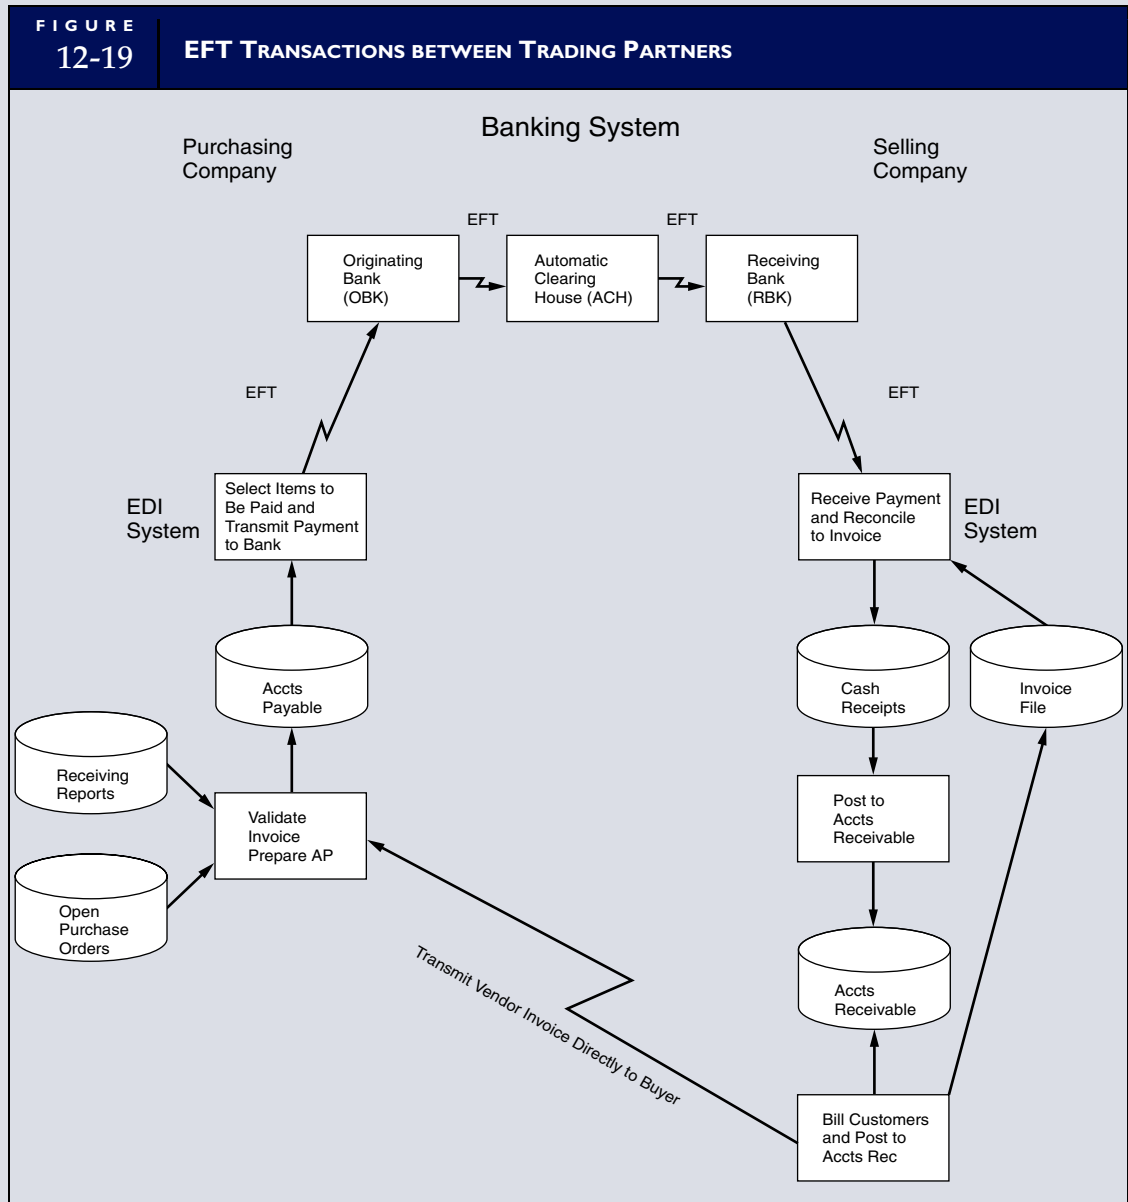 FIGURE
12-19
EFT TRANSACTIONS BETWEEN TRADING PARTNERS
Banking System
Purchasing
Company
Selling
Company
EFT
EFT
Originating
Bank
(OBK)
Automatic
Clearing
House (ACH)
Receiving
Bank
(RBK)
EFT
EFT
EDI
System
Select Items to
Be Paid and
Transmit Payment
to Bank
Receive Payment
and Reconcile
to Invoice
EDI
System
Accts
Payable
Cash
Receipts
Invoice
File
Receiving
Reports
Validate
Invoice
Prepare AP
Post to
Accts
Receivable
Open
Purchase
Orders
Transmit Vendor Invoice Directly to Buyer
Accts
Receivable
Bill Customers
and Post to
Accts Rec